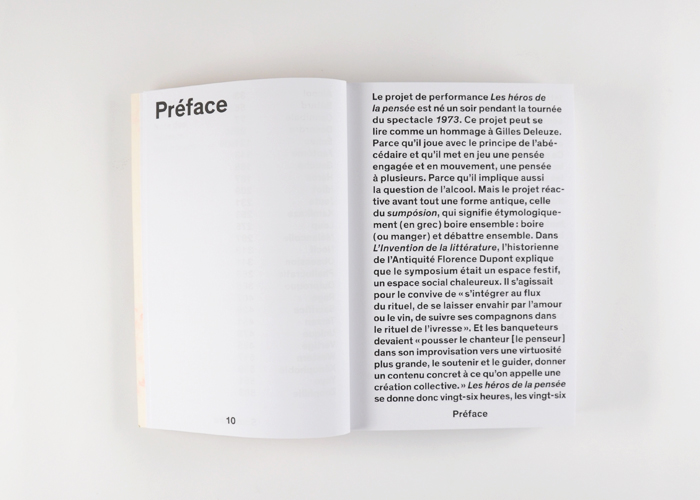 Préface
10
Le projet de performance Les héros de
la pensée est né un soir pendant la tournée
du spectacle 1973. Ce projet peut se
lire comme un hommage à Gilles Deleuze.
Parce qu'il joue avec le principe de l'abé-
cédaire et qu'il met en jeu une pensée
engagée et en mouvement, une pensée
à plusieurs. Parce qu'il implique aussi
la question de l'alcool. Mais le projet réac-
tive avant tout une forme antique, celle
du sumpósion, qui signifie étymologique-
ment (en grec) boire ensemble : boire
(ou manger) et débattre ensemble. Dans
L'Invention de la littérature, l'historienne
de l'Antiquité Florence Dupont explique
que le symposium était un espace festif,
un espace social chaleureux. Il s'agissait
pour le convive de « s'intégrer au flux
du rituel, de se laisser envahir par l'amour
ou le vin, de suivre ses compagnons dans
le rituel de l'ivresse ». Et les banqueteurs
devaient « pousser le chanteur [le penseur]
dans son improvisation vers une virtuosité
plus grande, le soutenir et le guider, donner
un contenu concret à ce qu'on appelle une
création collective. » Les héros de la pensée
se donne donc vingt-six heures, les vingt-six
Préface